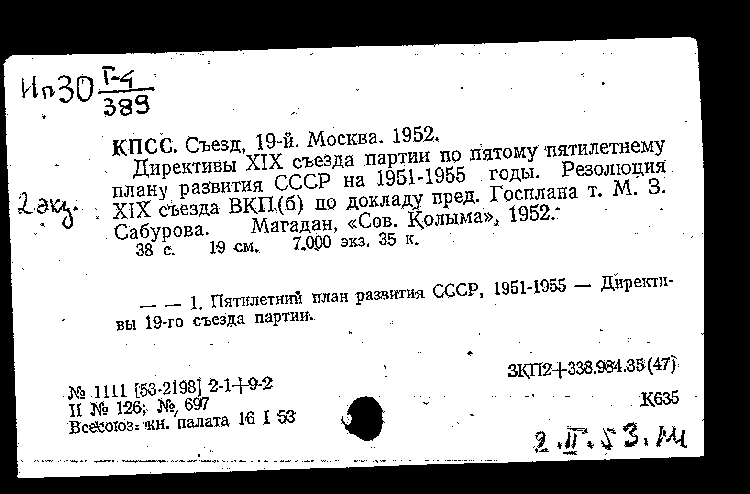 Ип30 I-4/389
КПСС. Съезд, 19-й. Москва. 1952.
Директивы XIX съезда партии по пятому пятилетнему
плану развития СССР на 1951-1955 годы. Резолюция
2 экз. XIX съезда ВКП(б) по докладу пред. Госплана т. М. З.
Сабурова. Магадан, «Сов. Колыма», 1952.
38 с. 19 см. 7.000 экз. 35 к.
— — 1. Пятилетний план развития СССР, 1951-1955 — Директи-
вы 19-го съезда партии.
№ 1111 [53-2198] 2-1+9-2
П № 126; № 697
Всесоюз. кн. палата 16 I 53
3КП2+338.984.35(47)
К635
2.II.53.